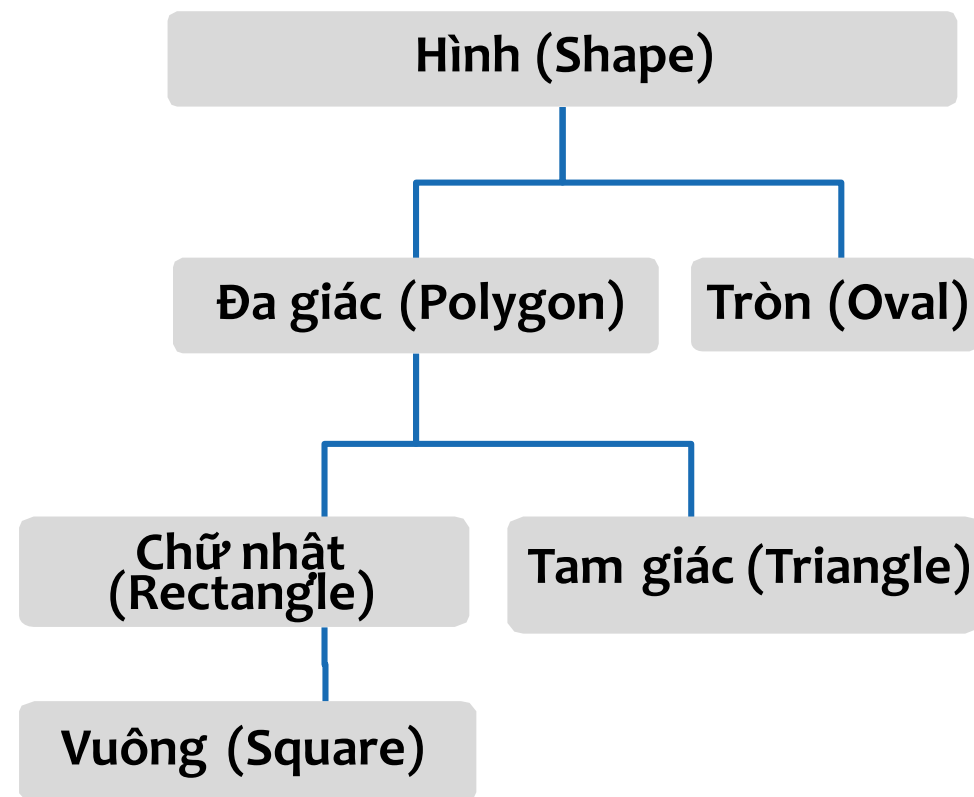 Hình (Shape)
Đa giác (Polygon)
Tròn (Oval)
Chữ nhật
(Rectangle)
Tam giác (Triangle)
Vuông (Square)